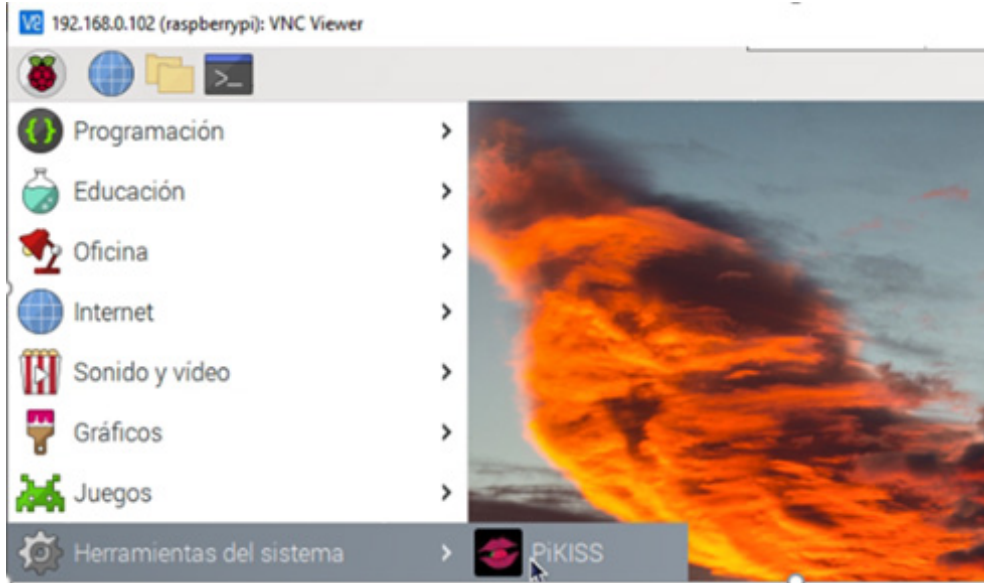 192.168.0.102 (raspberrypi): VNC Viewer
Programación
Educación
Oficina
Internet
Sonido y vídeo
Gráficos
Juegos
Herramientas del sistema
PiKISS